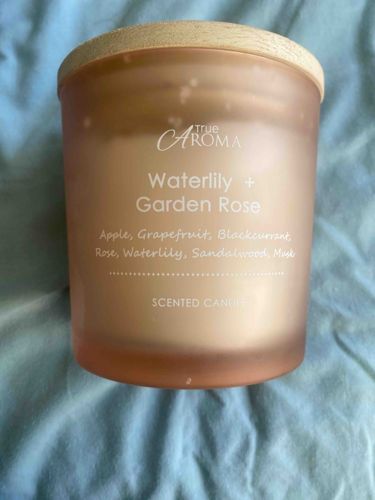 True
AROMA
Waterlily +
Garden Rose
Apple, Grapefruit, Blackcurrant,
Rose, Waterlily, Sandalwood, Musk
SCENTED CANDLE